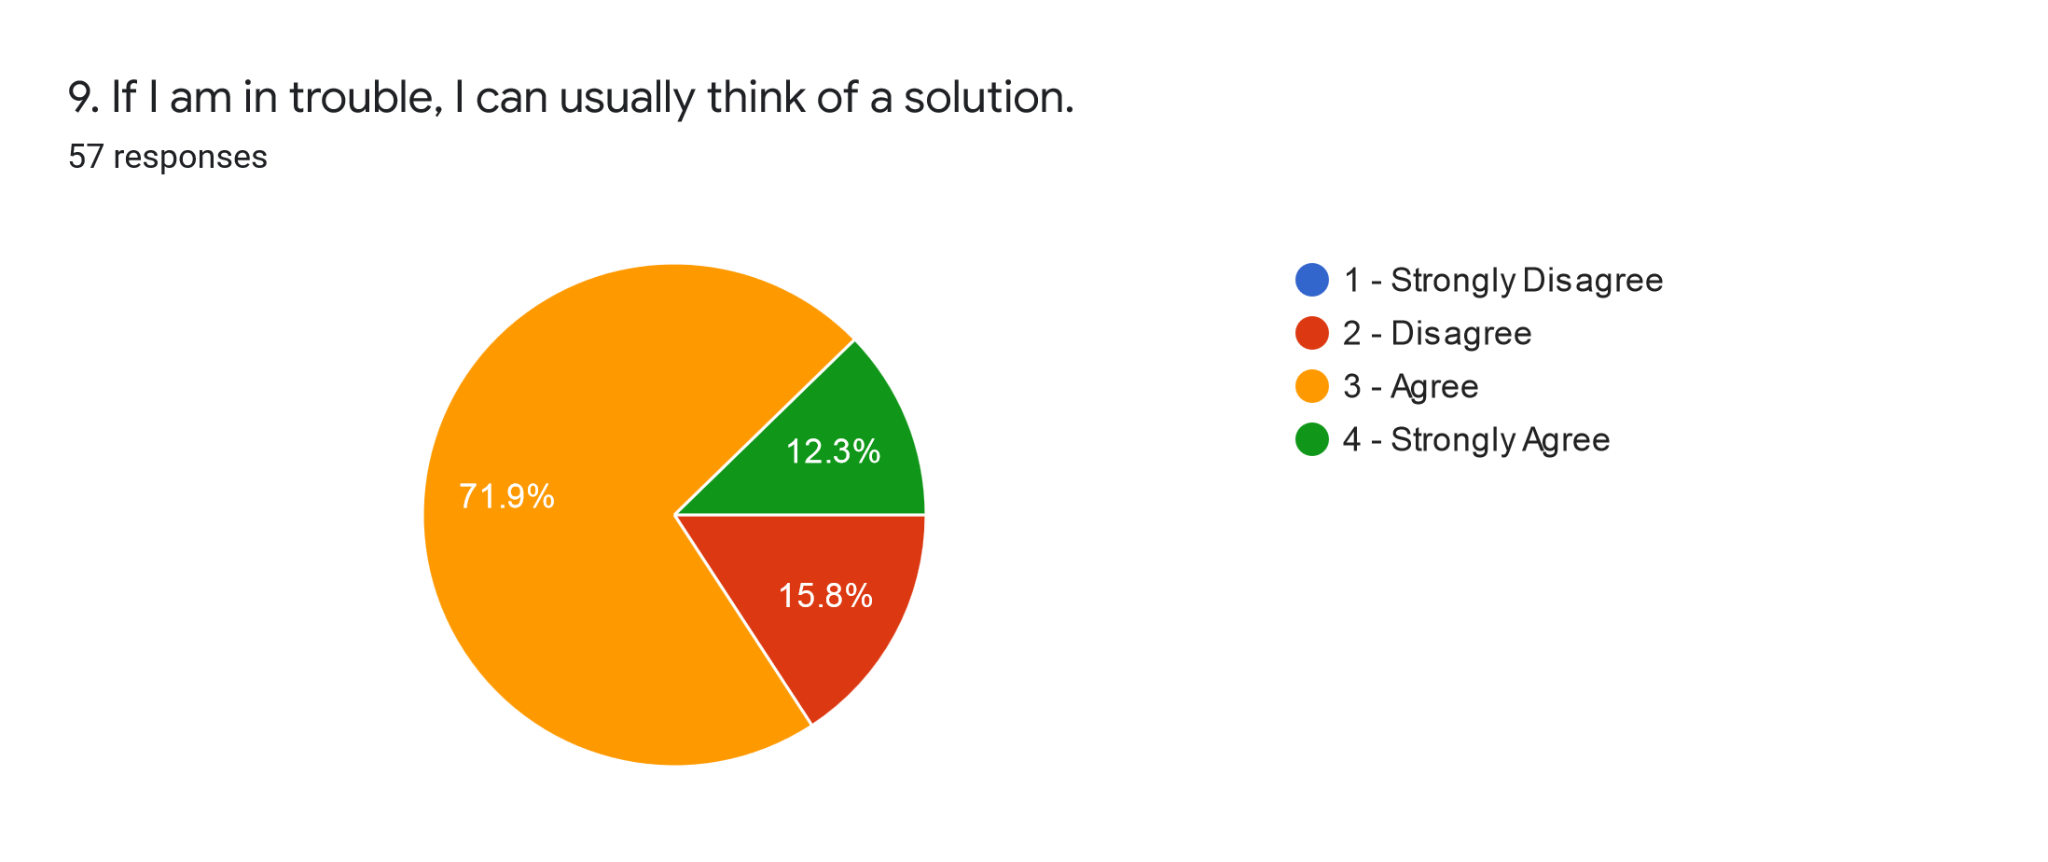 9. If I am in trouble, I can usually think of a solution.
57 responses
1 - Strongly Disagree
2 - Disagree
3 - Agree
4 - Strongly Agree
12.3%
71.9%
15.8%